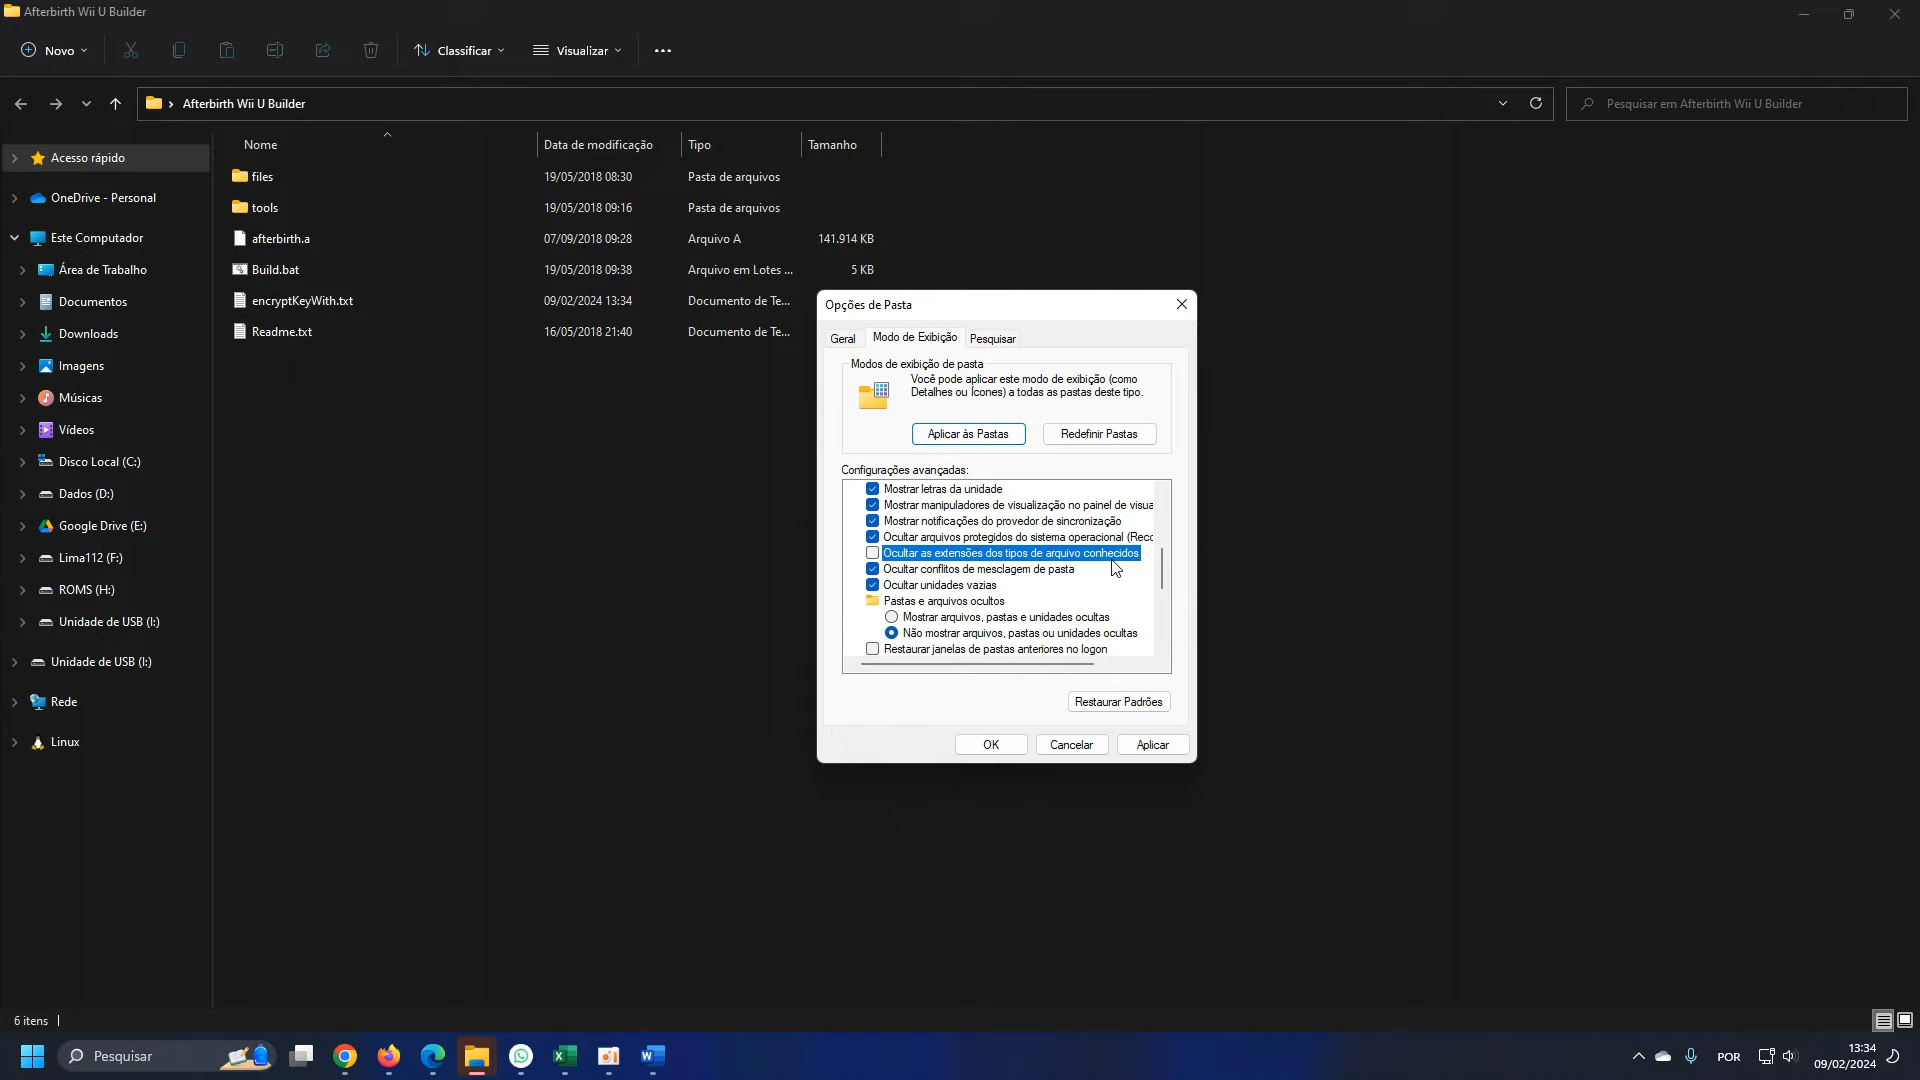 Afterbirth Wii U Builder
Novo
Classificar
Visualizar
Afterbirth Wii U Builder
Pesquisar em Afterbirth Wii U Builder
Nome
Data de modificação
Tipo
Tamanho
files
19/05/2018 08:30
Pasta de arquivos
tools
19/05/2018 09:16
Pasta de arquivos
afterbirth.a
07/09/2018 09:28
Arquivo A
141.914 KB
Build.bat
19/05/2018 09:38
Arquivo em Lotes ...
5 KB
encryptKeyWith.txt
09/02/2024 13:34
Documento de Te...
Readme.txt
16/05/2018 21:40
Documento de Te...
Acesso rápido
OneDrive - Personal
Este Computador
Área de Trabalho
Documentos
Downloads
Imagens
Músicas
Vídeos
Disco Local (C:)
Dados (D:)
Google Drive (E:)
Lima112 (F:)
ROMS (H:)
Unidade de USB (I:)
Unidade de USB (I:)
Rede
Linux
Opções de Pasta
Geral
Modo de Exibição
Pesquisar
Modos de exibição de pasta
Você pode aplicar este modo de exibição (como
Detalhes ou Ícones) a todas as pastas deste tipo.
Aplicar às Pastas
Redefinir Pastas
Configurações avançadas:
Mostrar letras da unidade
Mostrar manipuladores de visualização no painel de visua
Mostrar notificações do provedor de sincronização
Ocultar arquivos protegidos do sistema operacional (Reco
Ocultar as extensões dos tipos de arquivo conhecidos
Ocultar conflitos de mesclagem de pasta
Ocultar unidades vazias
Pastas e arquivos ocultos
Mostrar arquivos, pastas e unidades ocultas
Não mostrar arquivos, pastas ou unidades ocultas
Restaurar janelas de pastas anteriores no logon
Restaurar Padrões
OK
Cancelar
Aplicar
6 itens
Pesquisar
POR
13:34
09/02/2024